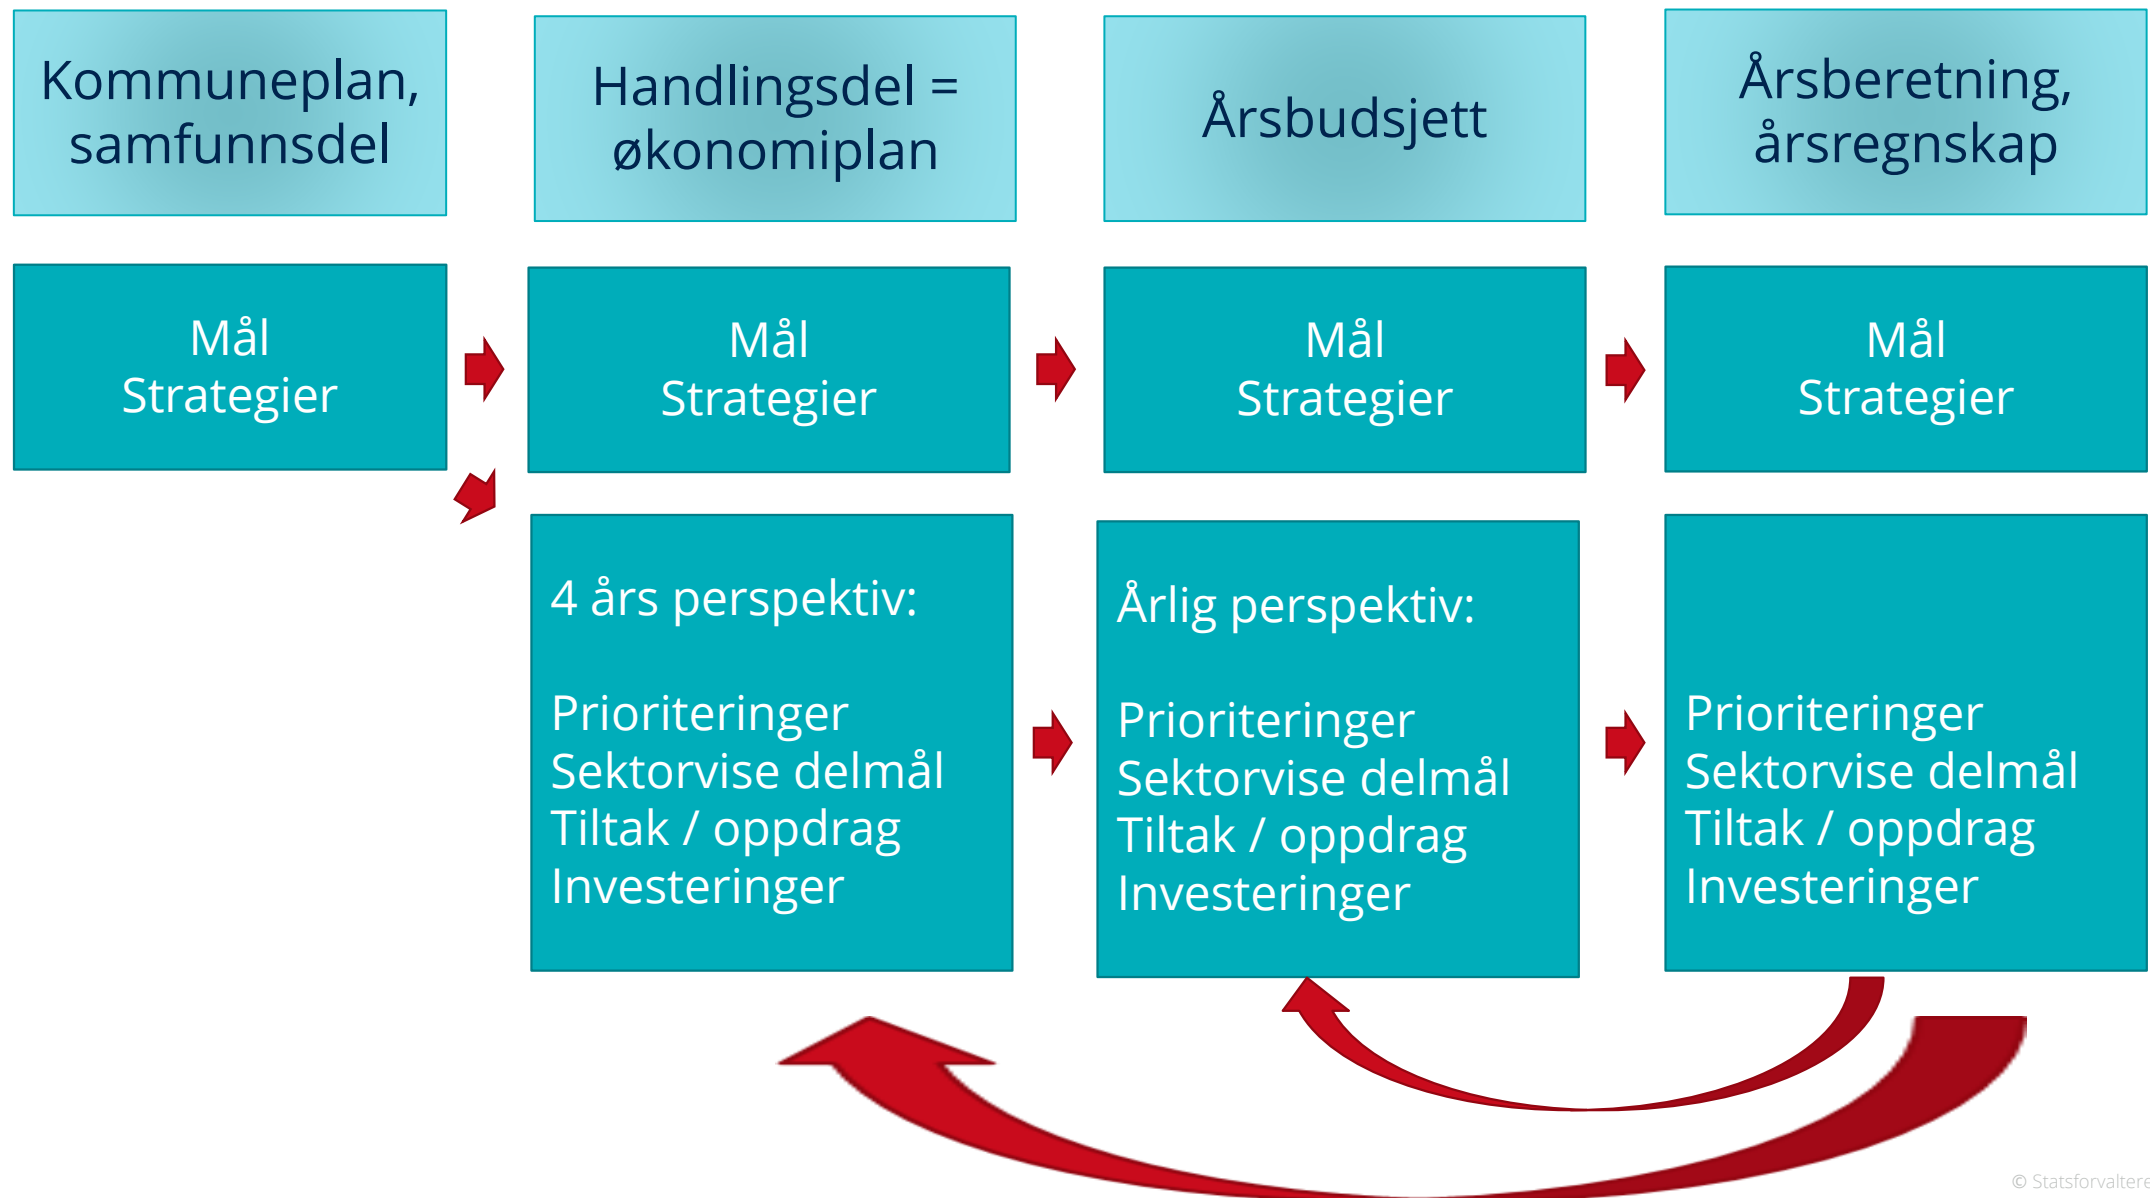 Kommuneplan,
samfunnsdel
Handlingsdel =
økonomiplan
Årsbudsjett
Årsberetning,
årsregnskap
Mål
Strategier
Mål
Strategier
Mål
Strategier
Mål
Strategier
4 års perspektiv:
Prioriteringer
Sektorvise delmål
Tiltak / oppdrag
Investeringer
Årlig perspektiv:
Prioriteringer
Sektorvise delmål
Tiltak / oppdrag
Investeringer
Prioriteringer
Sektorvise delmål
Tiltak / oppdrag
Investeringer
© Statsforvaltere